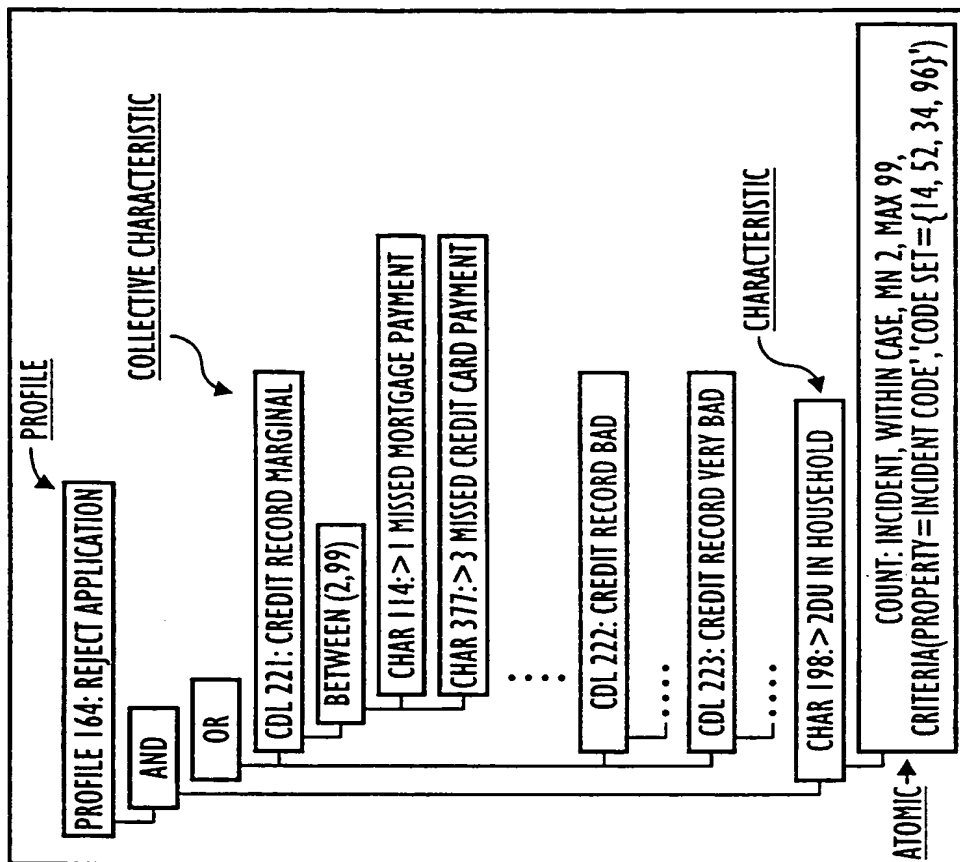 PROFILE
PROFILE 164: REJECT APPLICATION
AND
OR
COLLECTIVE CHARACTERISTIC
CDL 221: CREDIT RECORD MARGINAL
BETWEEN (2,99)
CHAR 114:> 1 MISSED MORTGAGE PAYMENT
CHAR 377:> 3 MISSED CREDIT CARD PAYMENT
....
CDL 222: CREDIT RECORD BAD
.....
CDL 223: CREDIT RECORD VERY BAD
.....
CHARACTERISTIC
CHAR 198:> 2DU IN HOUSEHOLD
ATOMIC
COUNT: INCIDENT, WITHIN CASE, MN 2, MAX 99,
CRITERIA(PROPERTY=INCIDENT CODE','CODE SET={14, 52, 34, 96}')